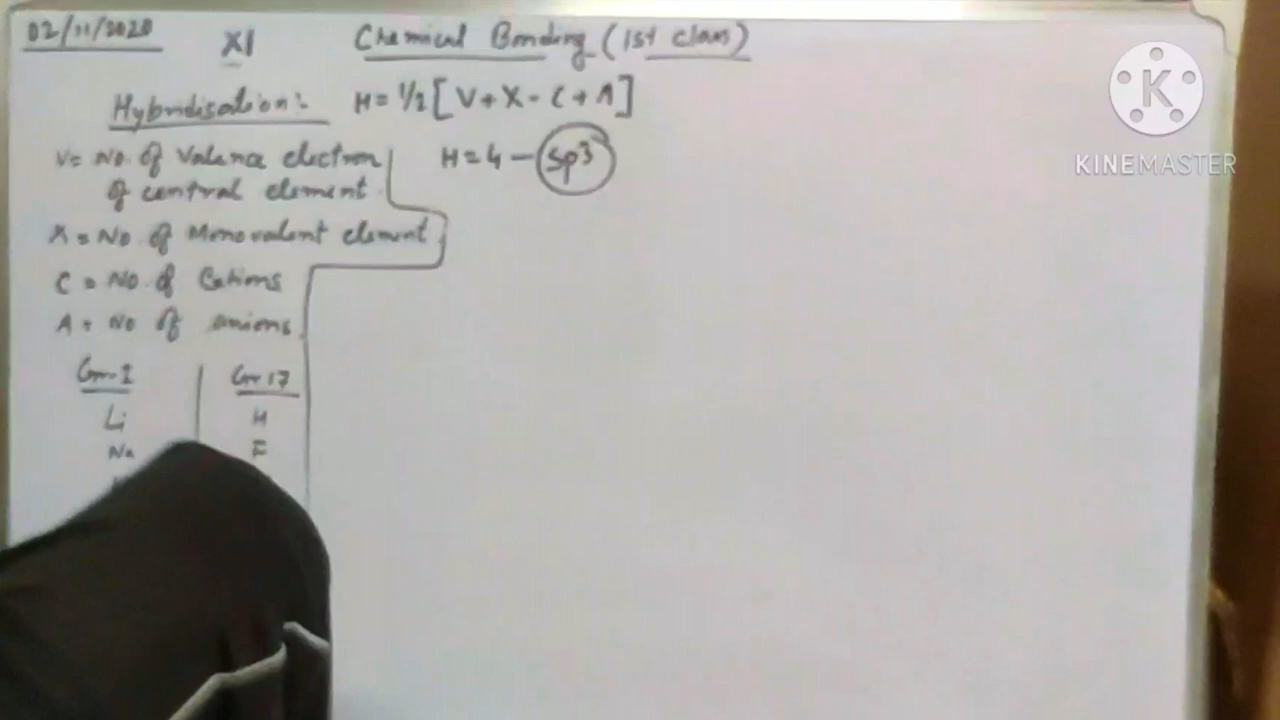 02/11/2020 XI Chemical Bonding (1st class)
Hybridisation:- H = 1/2 [ V + X - C + A ]
V = No. of Valence electron
of central element
H = 4 - sp3
X = No. of Monovalent element
C = No. of Cations
A = No of anions
Gr-1 Gr 17
Li H
Na F
K
KINEMASTER